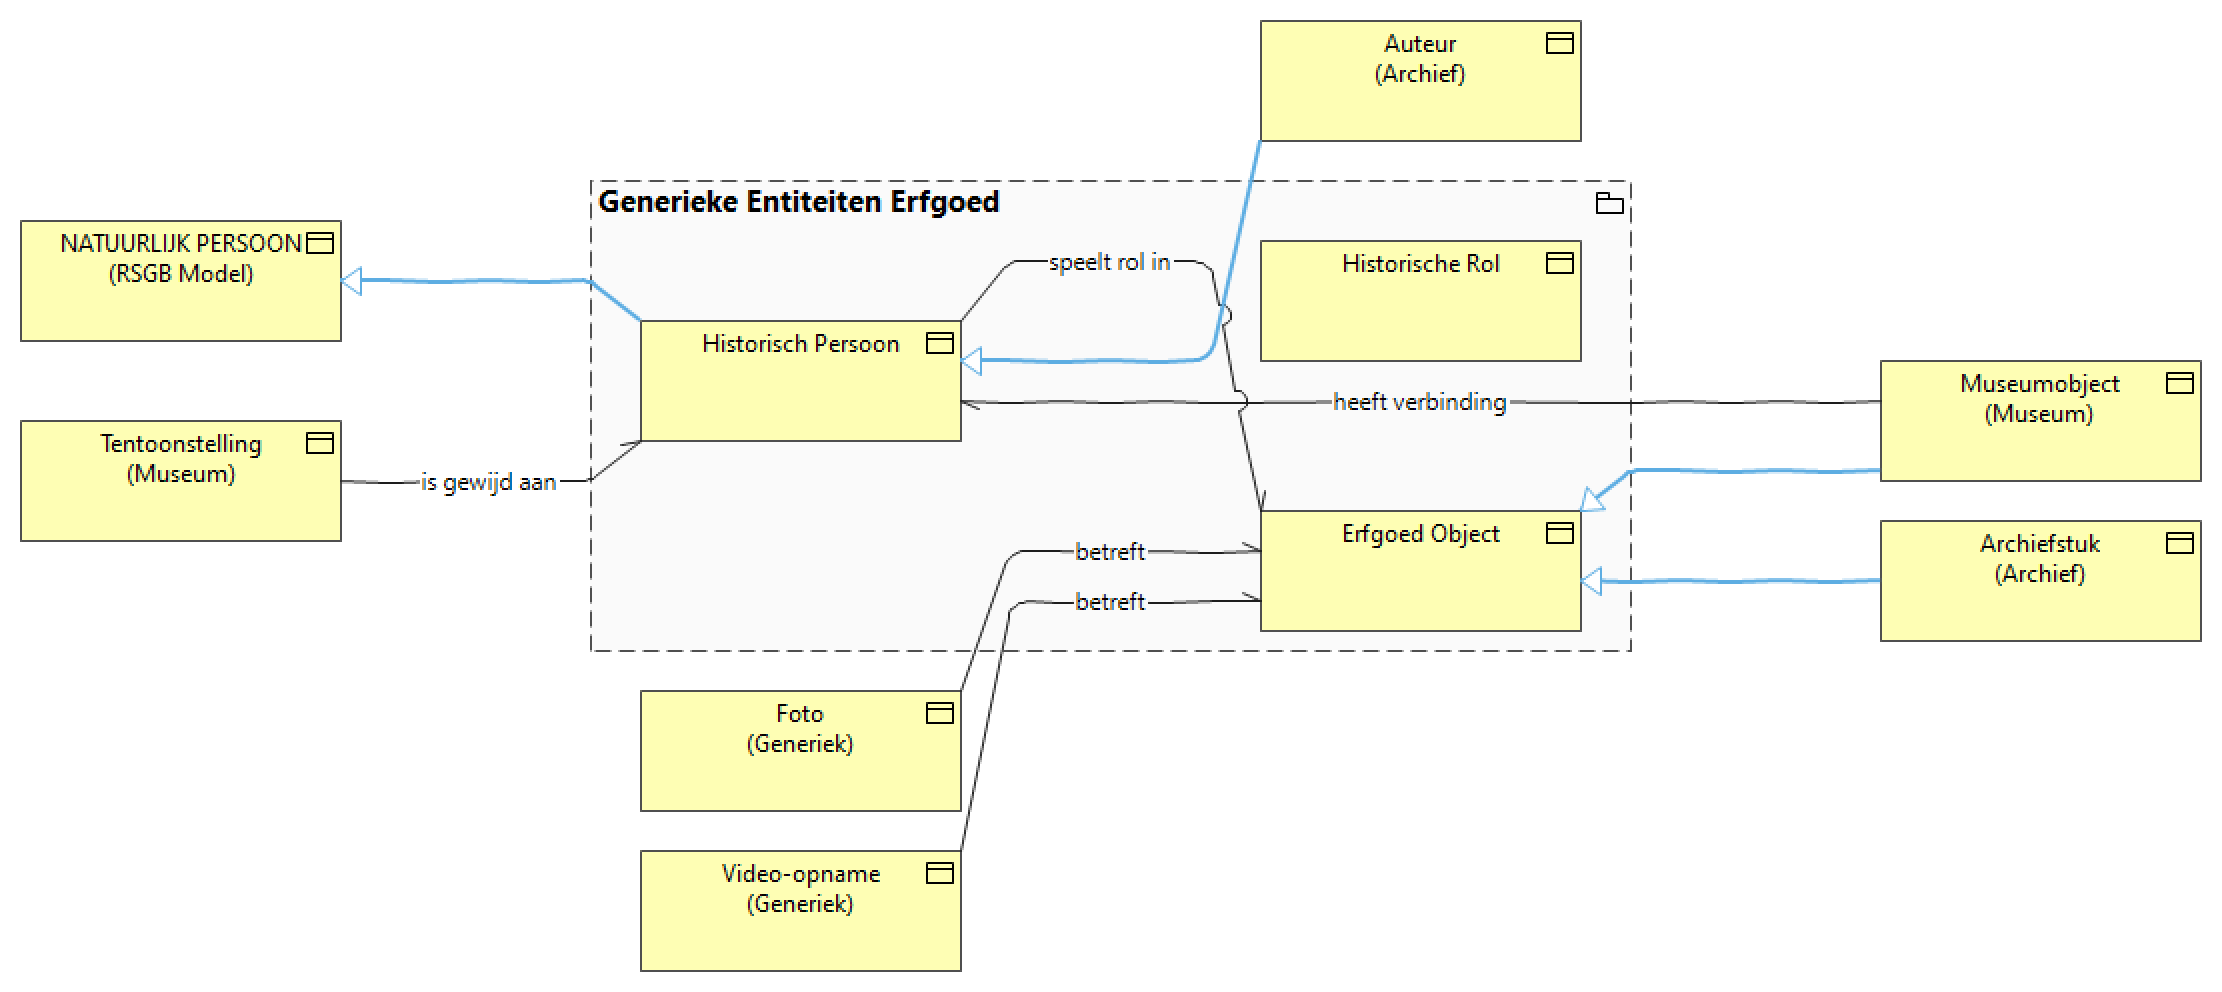 Auteur
(Archief)
Generieke Entiteiten Erfgoed
NATUURLIJK PERSOON
(RSGB Model)
speelt rol in
Historische Rol
Historisch Persoon
heeft verbinding
Museumobject
(Museum)
Tentoonstelling
(Museum)
is gewijd aan
Erfgoed Object
betreft
betreft
Archiefstuk
(Archief)
Foto
(Generiek)
Video-opname
(Generiek)